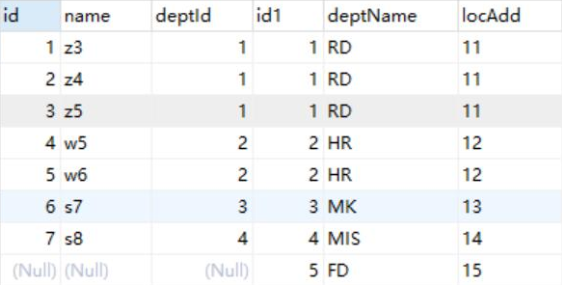 id name deptId id1 deptName locAdd
1 z3 1 1 RD 11
2 z4 1 1 RD 11
3 z5 1 1 RD 11
4 w5 2 2 HR 12
5 w6 2 2 HR 12
6 s7 3 3 MK 13
7 s8 4 4 MIS 14
(Null) (Null) (Null) 5 FD 15